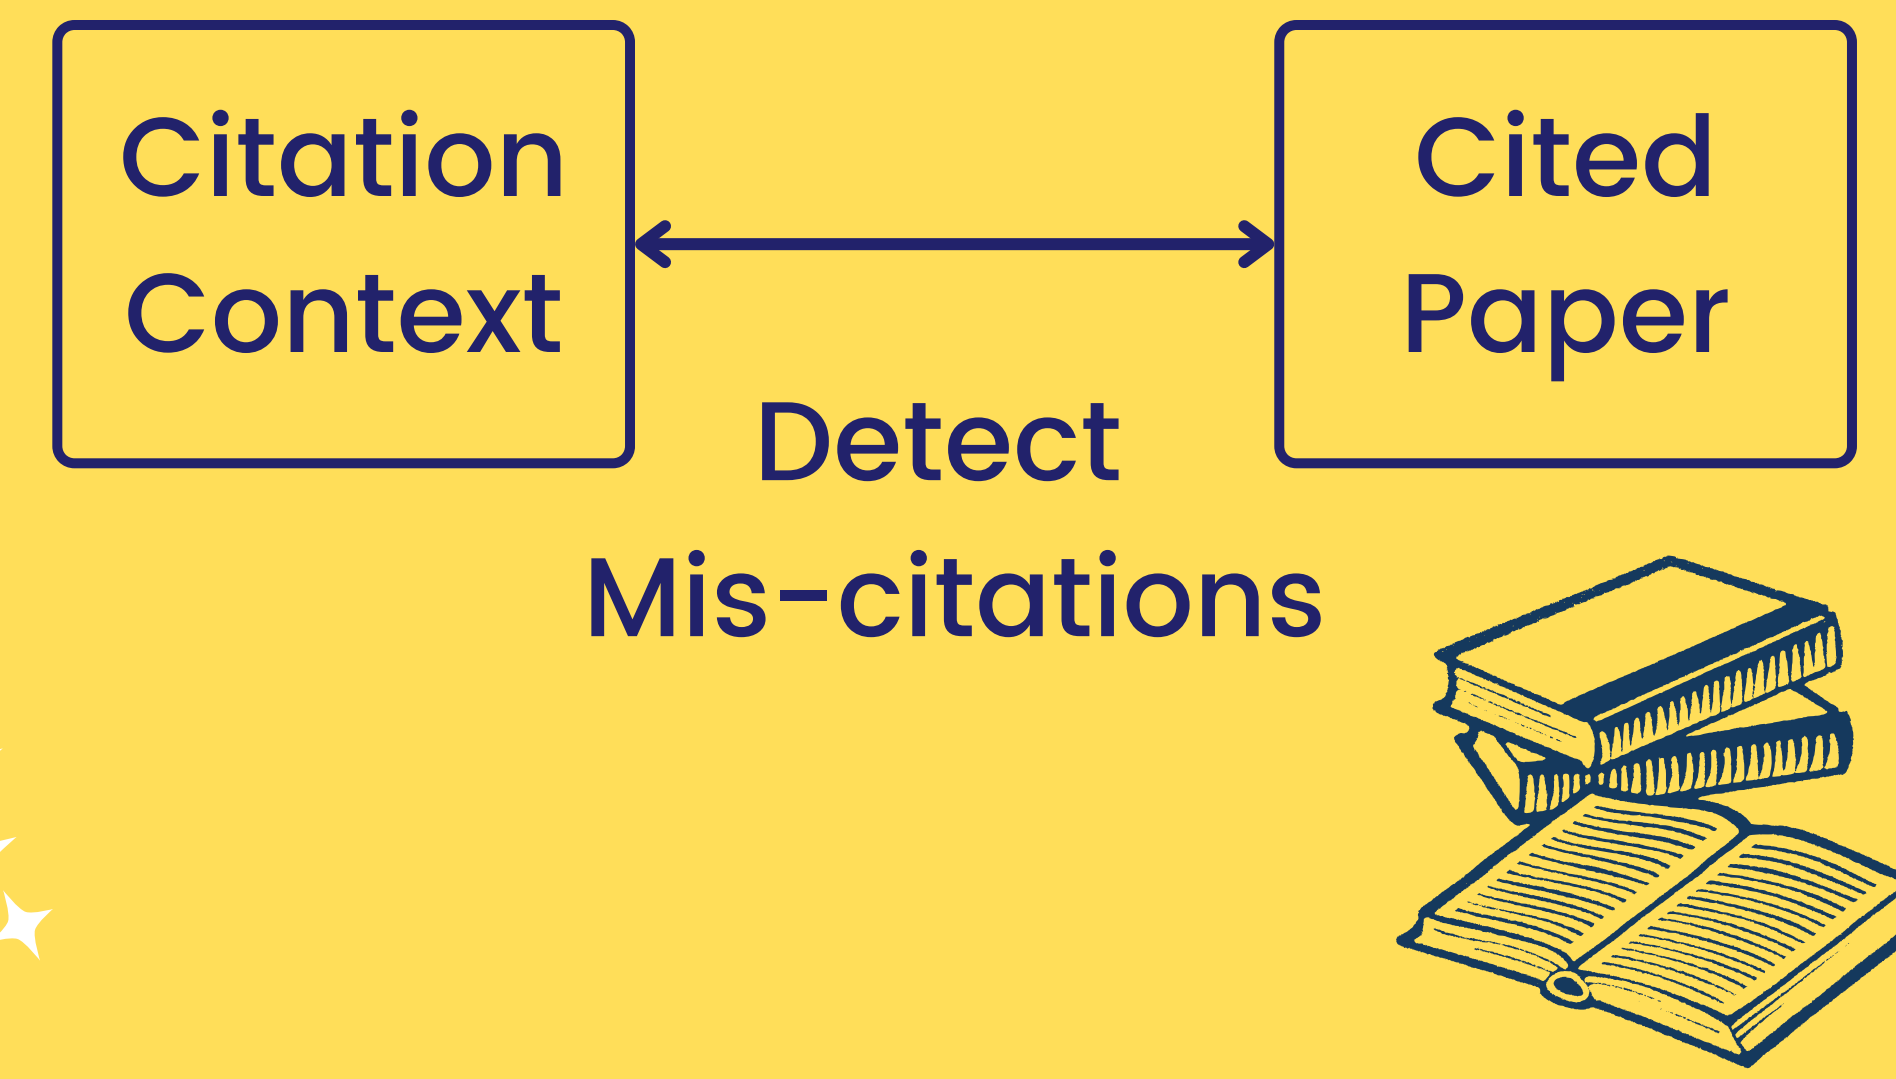 Citation
Context
Cited
Paper
Detect
Mis-citations